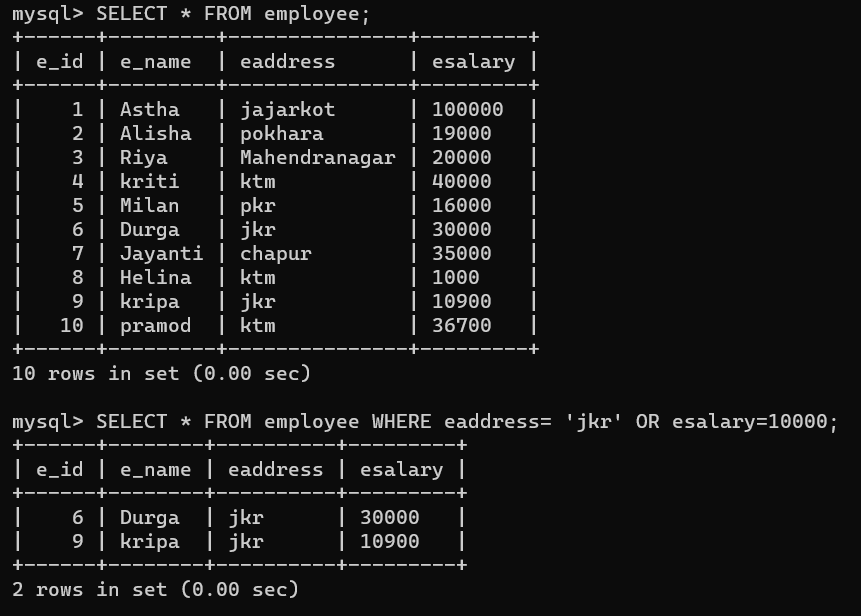 mysql> SELECT * FROM employee;
+------+---------+---------------+---------+
| e_id | e_name  | eaddress      | esalary |
+------+---------+---------------+---------+
|    1 | Astha   | jajarkot      | 100000  |
|    2 | Alisha  | pokhara       | 19000   |
|    3 | Riya    | Mahendranagar | 20000   |
|    4 | kriti   | ktm           | 40000   |
|    5 | Milan   | pkr           | 16000   |
|    6 | Durga   | jkr           | 30000   |
|    7 | Jayanti | chapur        | 35000   |
|    8 | Helina  | ktm           | 1000    |
|    9 | kripa   | jkr           | 10900   |
|   10 | pramod  | ktm           | 36700   |
+------+---------+---------------+---------+
10 rows in set (0.00 sec)

mysql> SELECT * FROM employee WHERE eaddress= 'jkr' OR esalary=10000;
+------+--------+----------+---------+
| e_id | e_name | eaddress | esalary |
+------+--------+----------+---------+
|    6 | Durga  | jkr      | 30000   |
|    9 | kripa  | jkr      | 10900   |
+------+--------+----------+---------+
2 rows in set (0.00 sec)